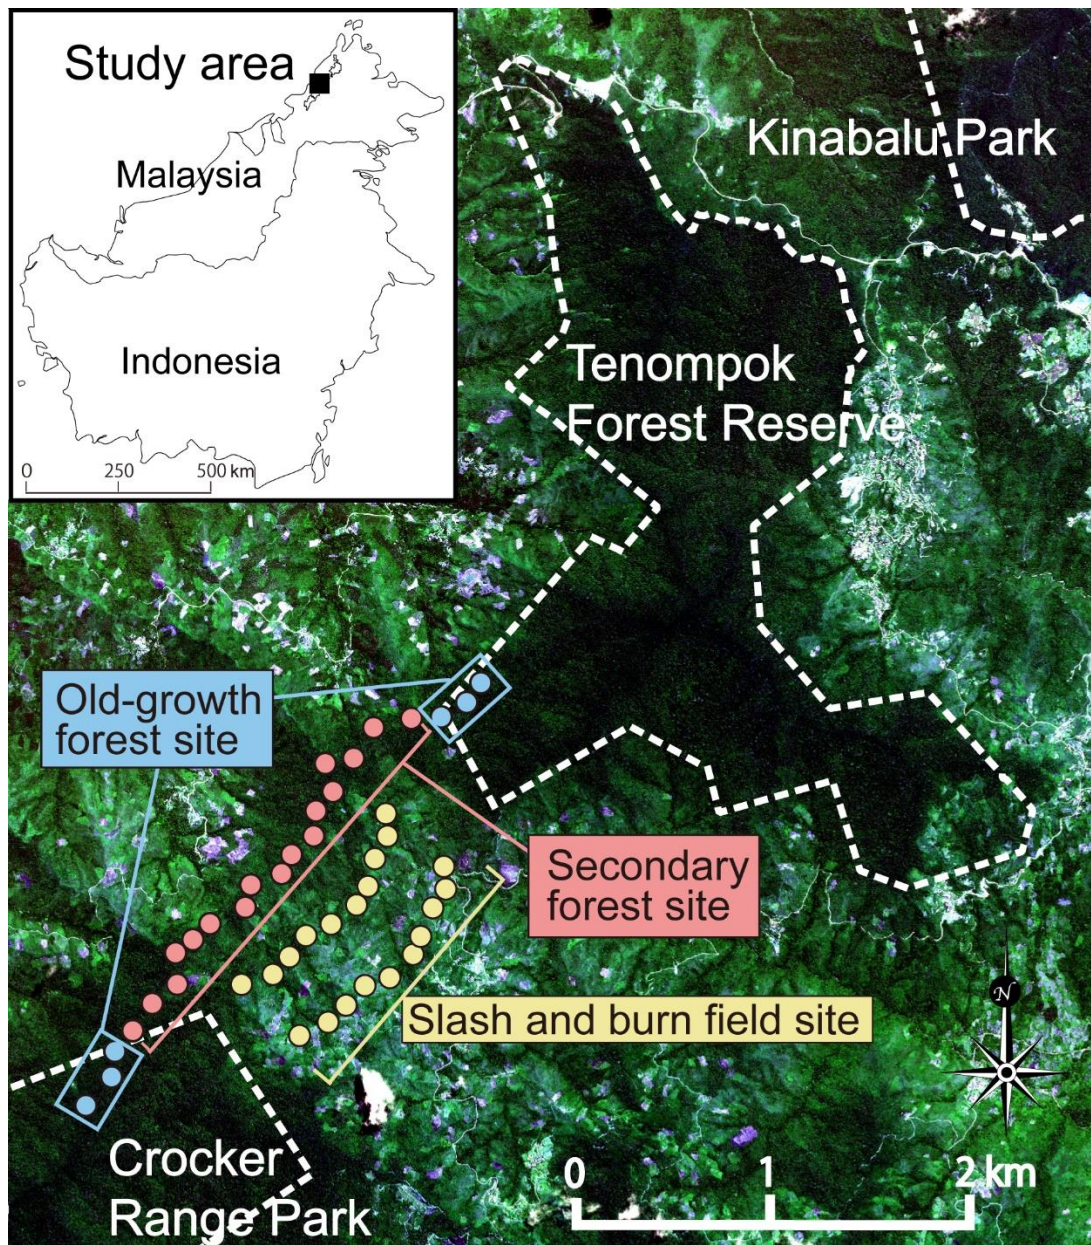 Study area
Malaysia
Indonesia
0 250 500 km
Kinabalu Park
Tenompok
Forest Reserve
Old-growth
forest site
Secondary
forest site
Slash and burn field site
N
Crocker
Range Park
0 1 2 km